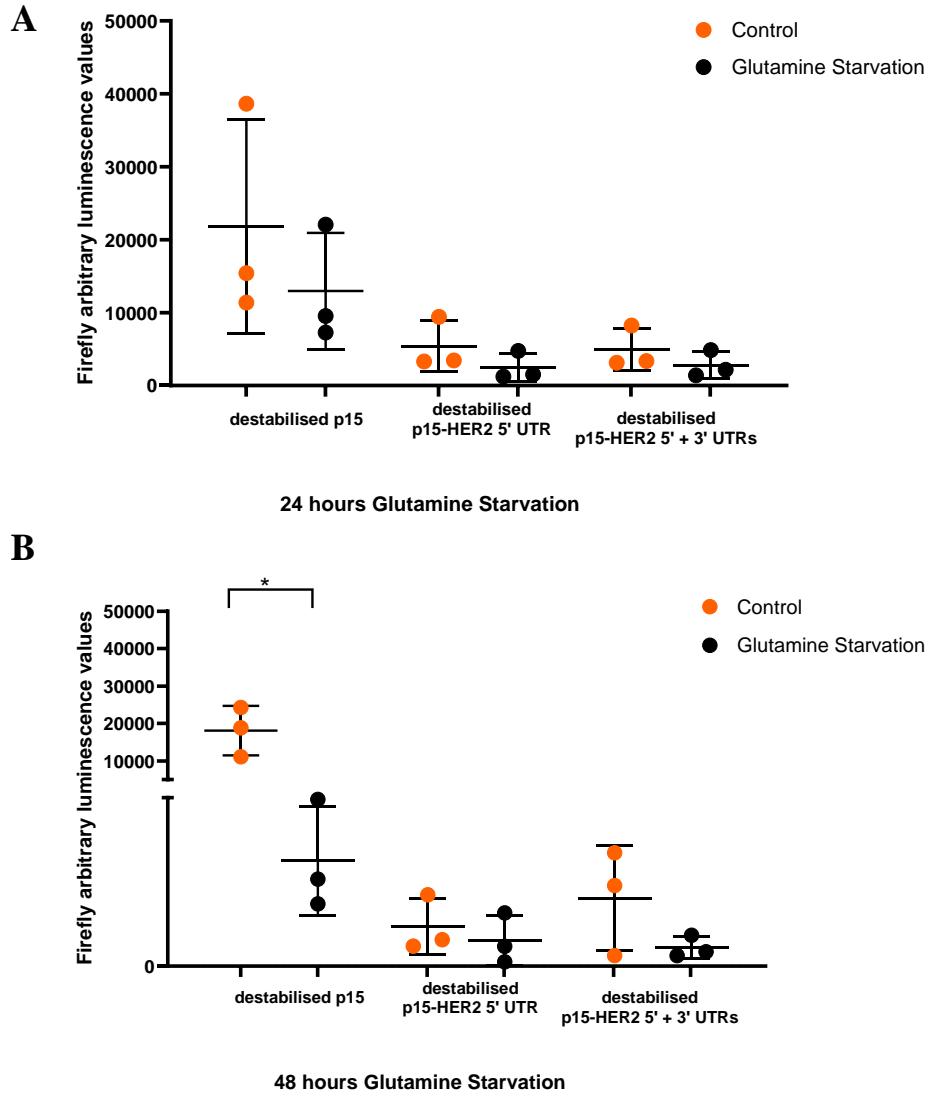 A
Firefly arbitrary luminescence values
50000
40000
30000
20000
10000
0
Control
Glutamine Starvation
destabilised p15
destabilised
p15-HER2 5' UTR
destabilised
p15-HER2 5' + 3' UTRs
24 hours Glutamine Starvation
B
Firefly arbitrary luminescence values
*
50000
40000
30000
20000
10000
0
Control
Glutamine Starvation
destabilised p15
destabilised
p15-HER2 5' UTR
destabilised
p15-HER2 5' + 3' UTRs
48 hours Glutamine Starvation